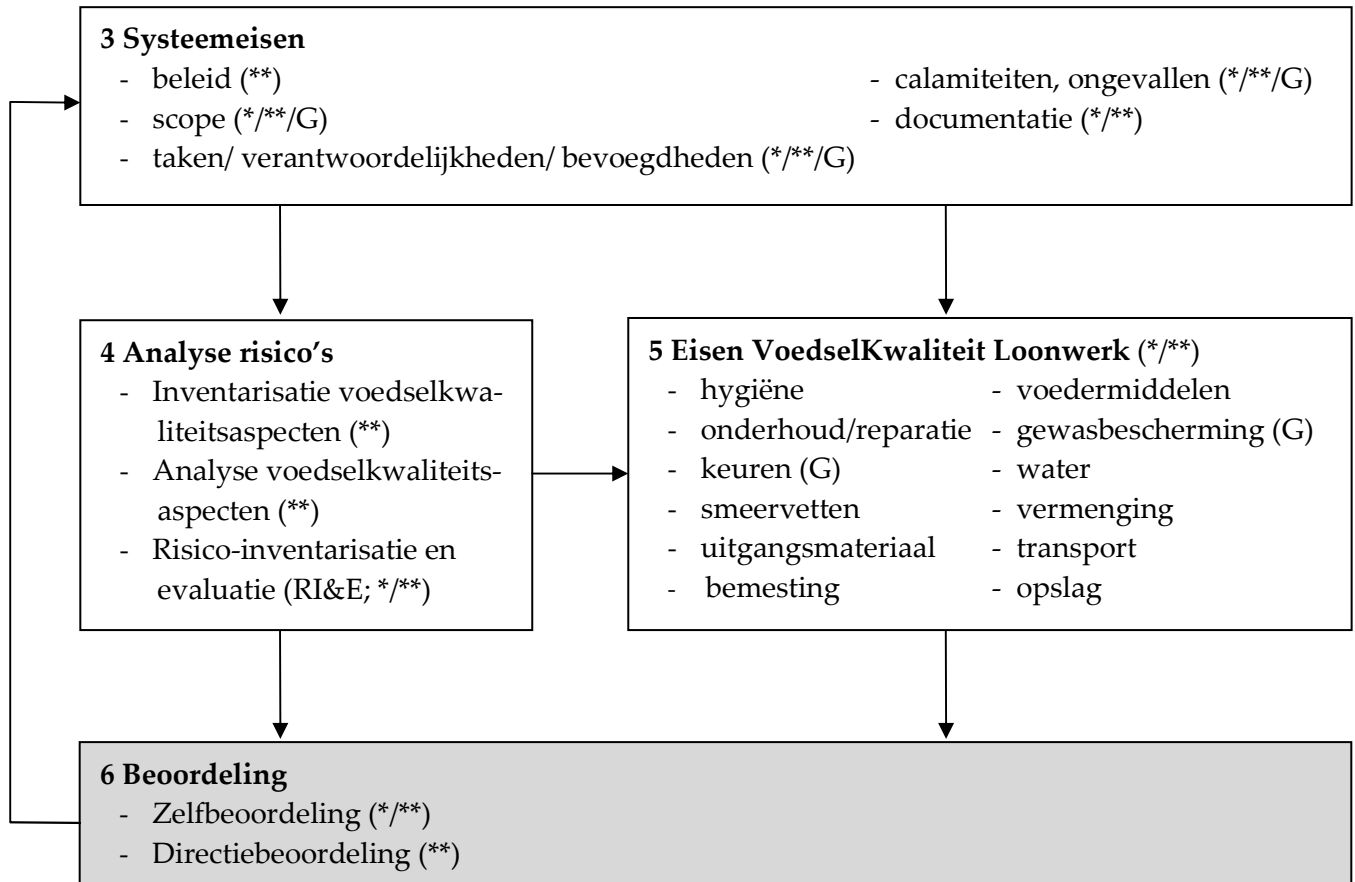 3 Systeemeisen
- beleid (**)
- scope (*/**/G)
- taken/ verantwoordelijkheden/ bevoegdheden (*/**/G)
- calamiteiten, ongevallen (*/**/G)
- documentatie (*/**)
4 Analyse risico’s
- Inventarisatie voedselkwa-
liteitsaspecten (**)
- Analyse voedselkwaliteits-
aspecten (**)
- Risico-inventarisatie en
evaluatie (RI&E; */**)
5 Eisen VoedselKwaliteit Loonwerk (*/**)
- hygiëne
- onderhoud/reparatie
- keuren (G)
- smeervetten
- uitgangsmateriaal
- bemesting
- voedermiddelen
- gewasbescherming (G)
- water
- vermenging
- transport
- opslag
6 Beoordeling
- Zelfbeoordeling (*/**)
- Directiebeoordeling (**)